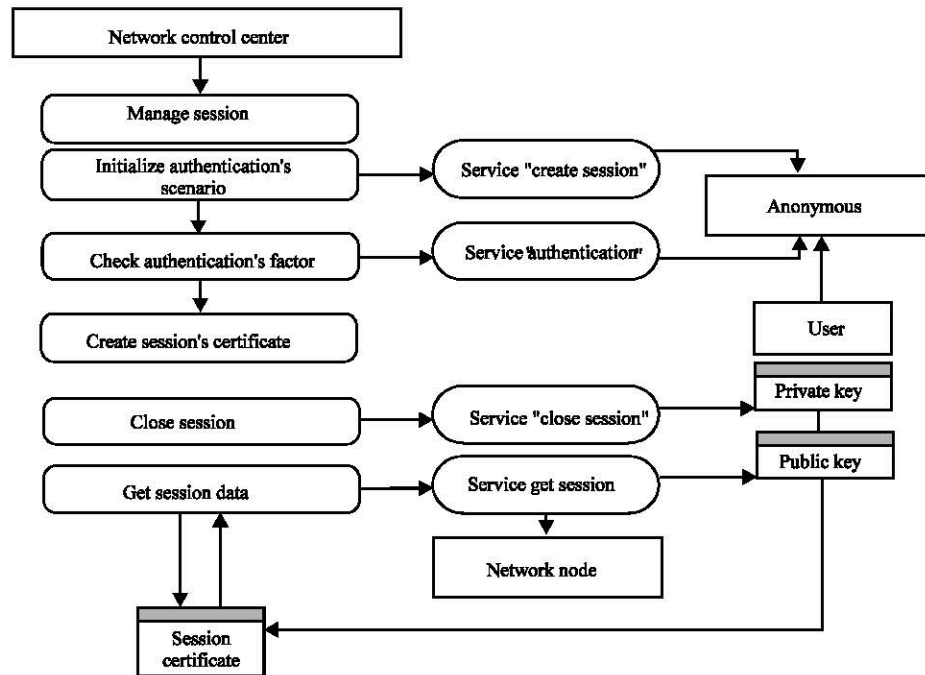 Network control center
Manage session
Initialize authentication's
scenario
Service "create session"
Anonymous
Check authentication's factor
Service "authentication"
User
Create session's certificate
Private key
Close session
Service "close session"
Public key
Get session data
Service get session
Network node
Session
certificate